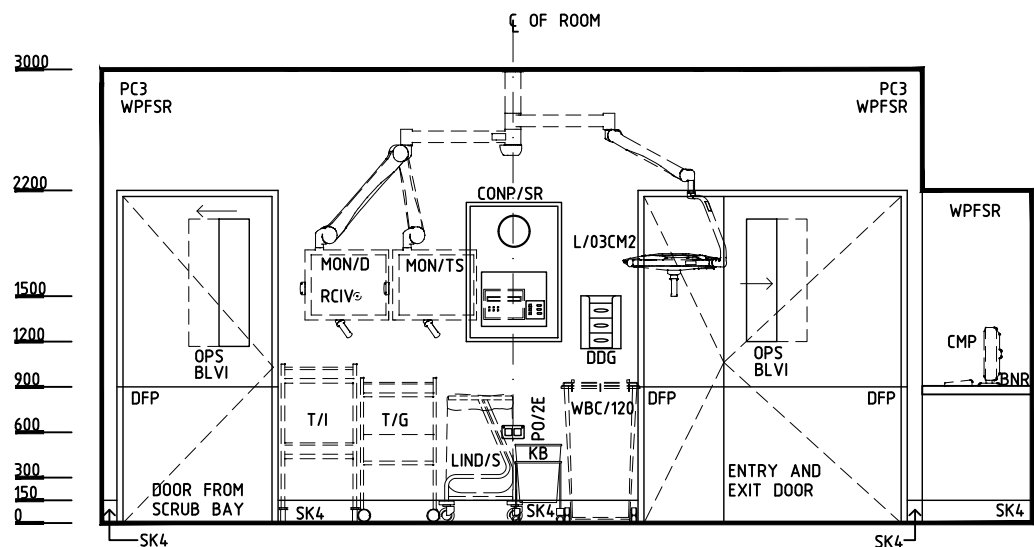 ℄ OF ROOM
3000
PC3
WPFSR
PC3
WPFSR
2200
CONP/SR
WPFSR
L/03CM2
MON/D
MON/TS
RCIV
1500
1200
OPS
BLVI
DDG
OPS
BLVI
CMP
900
BNR
DFP
T/I
T/G
PO/2E
WBC/120
DFP
DFP
600
KB
LIND/S
300
150
0
DOOR FROM
SCRUB BAY
ENTRY AND
EXIT DOOR
SK4
SK4
SK4
SK4
SK4